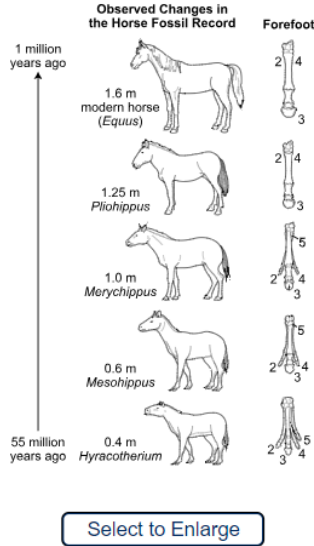 Observed Changes in
the Horse Fossil Record
Forefoot
1 million
years ago
1.6 m
modern horse
(Equus)
2 4
3
1.25 m
Pliohippus
2 4
3
1.0 m
Merychippus
5
2 4
3
0.6 m
Mesohippus
5
2 4
3
55 million
years ago
0.4 m
Hyracotherium
5
2 4
3
Select to Enlarge